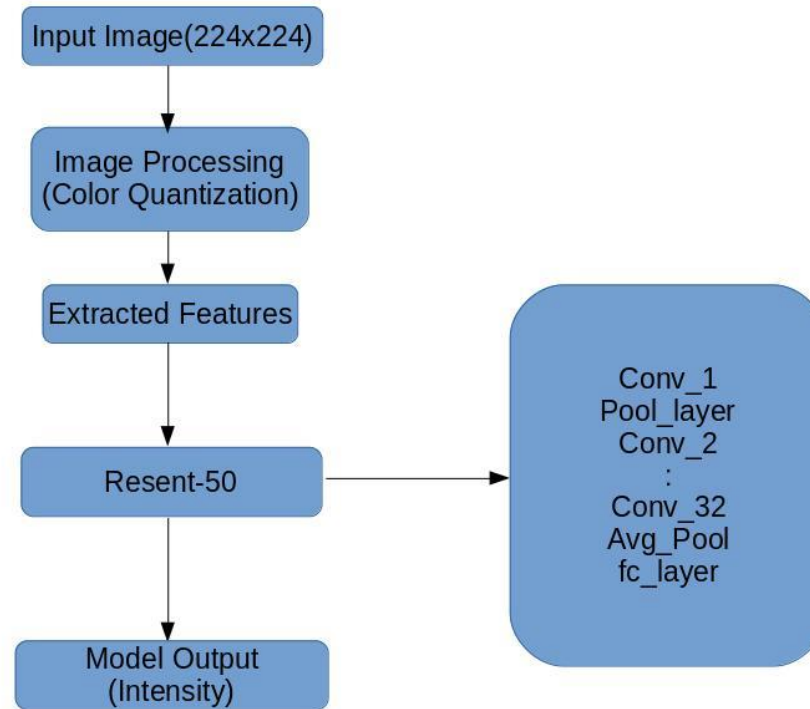 Input Image(224x224)
Image Processing
(Color Quantization)
Extracted Features
Resent-50
Model Output
(Intensity)
Conv_1
Pool_layer
Conv_2
:
Conv_32
Avg_Pool
fc_layer